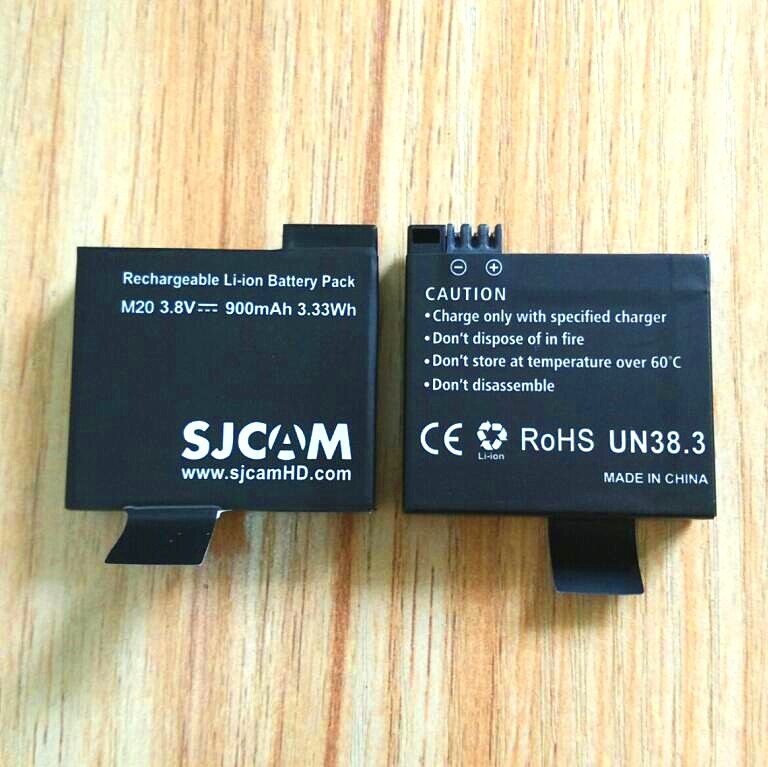 Rechargeable Li-ion Battery Pack
M20 3.8V⎓ 900mAh 3.33Wh
SJCAM
www.sjcamHD.com
⊖ ⊕
CAUTION
•Charge only with specified charger
•Don't dispose of in fire
•Don't store at temperature over 60°C
•Don't disassemble
CE Li-ion RoHS UN38.3
MADE IN CHINA